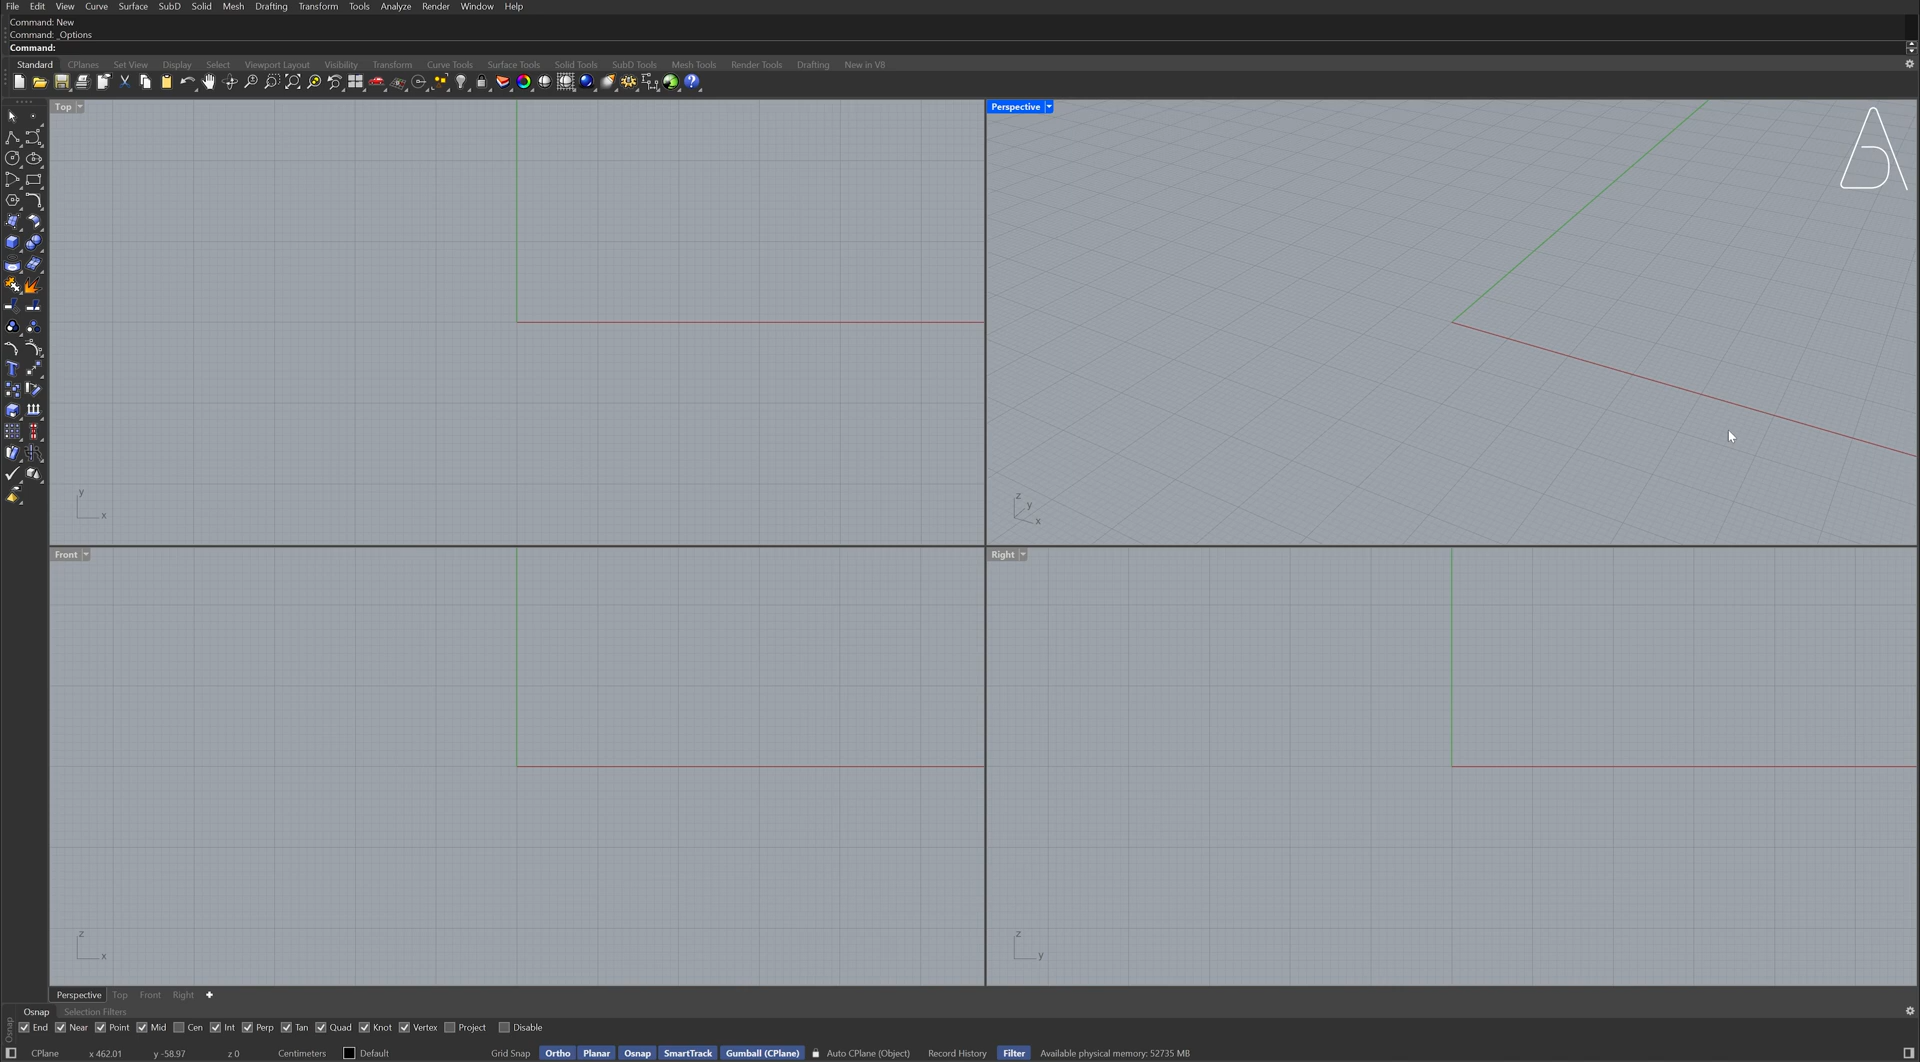 File Edit View Curve Surface SubD Solid Mesh Drafting Transform Tools Analyze Render Window Help
Command: New
Command: _Options
Command:
Standard CPlanes Set View Display Select Viewport Layout Visibility Transform Curve Tools Surface Tools Solid Tools SubD Tools Mesh Tools Render Tools Drafting New in V8
Top
Perspective
y
x
z
y
x
Front
Right
z
x
z
y
Perspective Top Front Right
Osnap Selection Filters
Osnap
End Near Point Mid Cen Int Perp Tan Quad Knot Vertex Project Disable
CPlane x 462.01 y -58.97 z 0 Centimeters Default Grid Snap Ortho Planar Osnap SmartTrack Gumball (CPlane) Auto CPlane (Object) Record History Filter Available physical memory: 52735 MB